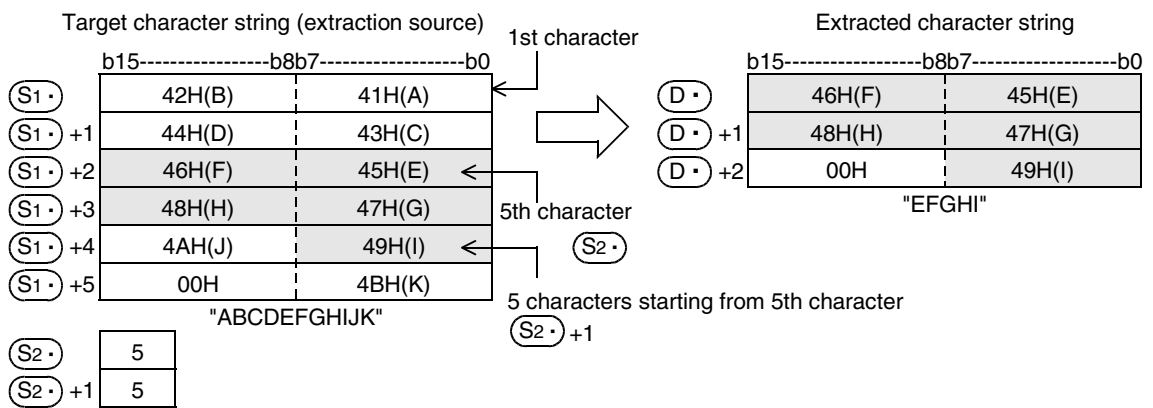 Target character string (extraction source)
Extracted character string
1st character
b15-----------------b8b7-------------------b0
b15-----------------b8b7-------------------b0
S1· 42H(B) 41H(A)
S1· +1 44H(D) 43H(C)
S1· +2 46H(F) 45H(E)
S1· +3 48H(H) 47H(G)
S1· +4 4AH(J) 49H(I)
S1· +5 00H 4BH(K)
"ABCDEFGHIJK"
D· 46H(F) 45H(E)
D· +1 48H(H) 47H(G)
D· +2 00H 49H(I)
"EFGHI"
5th character
S2·
5 characters starting from 5th character
S2· +1
S2· 5
S2· +1 5